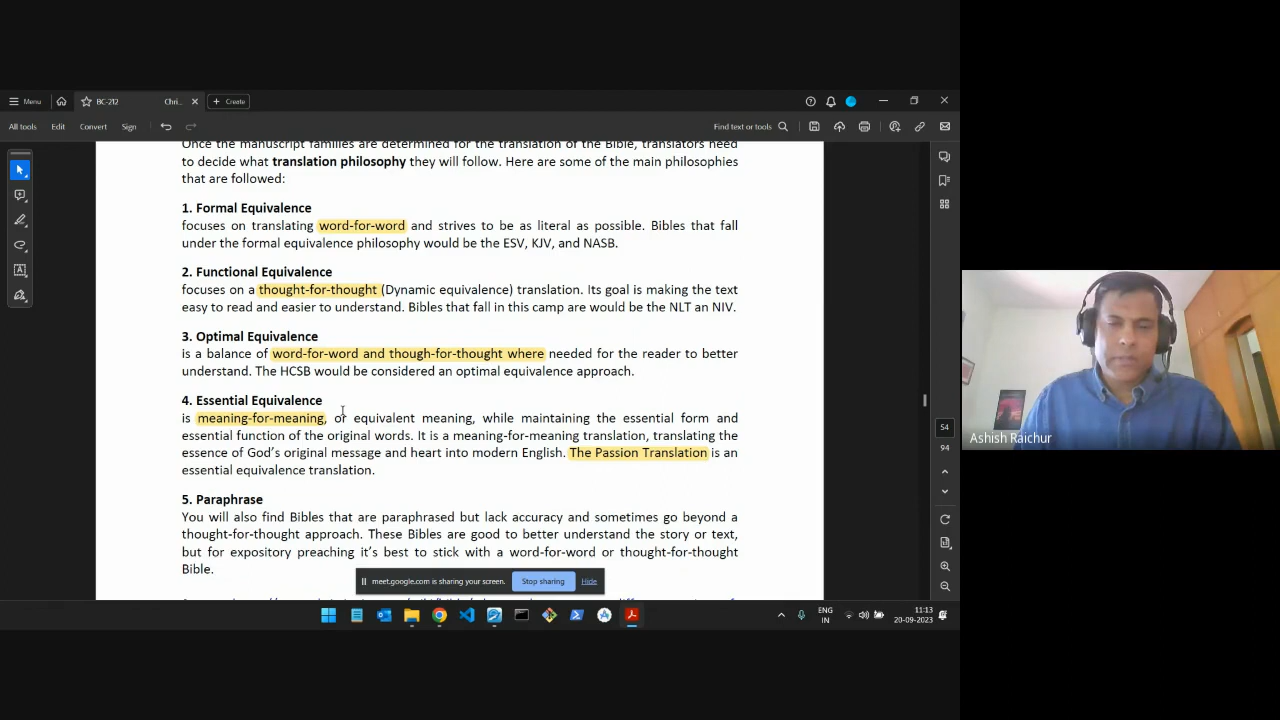 Menu
BC-212
Chri...
Create
All tools
Edit
Convert
Sign
Find text or tools
Once the manuscript families are determined for the translation of the Bible, translators need
to decide what translation philosophy they will follow. Here are some of the main philosophies
that are followed:
1. Formal Equivalence
focuses on translating word-for-word and strives to be as literal as possible. Bibles that fall
under the formal equivalence philosophy would be the ESV, KJV, and NASB.
2. Functional Equivalence
focuses on a thought-for-thought (Dynamic equivalence) translation. Its goal is making the text
easy to read and easier to understand. Bibles that fall in this camp are would be the NLT an NIV.
3. Optimal Equivalence
is a balance of word-for-word and though-for-thought where needed for the reader to better
understand. The HCSB would be considered an optimal equivalence approach.
4. Essential Equivalence
is meaning-for-meaning, or equivalent meaning, while maintaining the essential form and
essential function of the original words. It is a meaning-for-meaning translation, translating the
essence of God's original message and heart into modern English. The Passion Translation is an
essential equivalence translation.
5. Paraphrase
You will also find Bibles that are paraphrased but lack accuracy and sometimes go beyond a
thought-for-thought approach. These Bibles are good to better understand the story or text,
but for expository preaching it's best to stick with a word-for-word or thought-for-thought
Bible.
meet.google.com is sharing your screen.
Stop sharing
Hide
54
94
ENG
IN
11:13
20-09-2023
Ashish Raichur